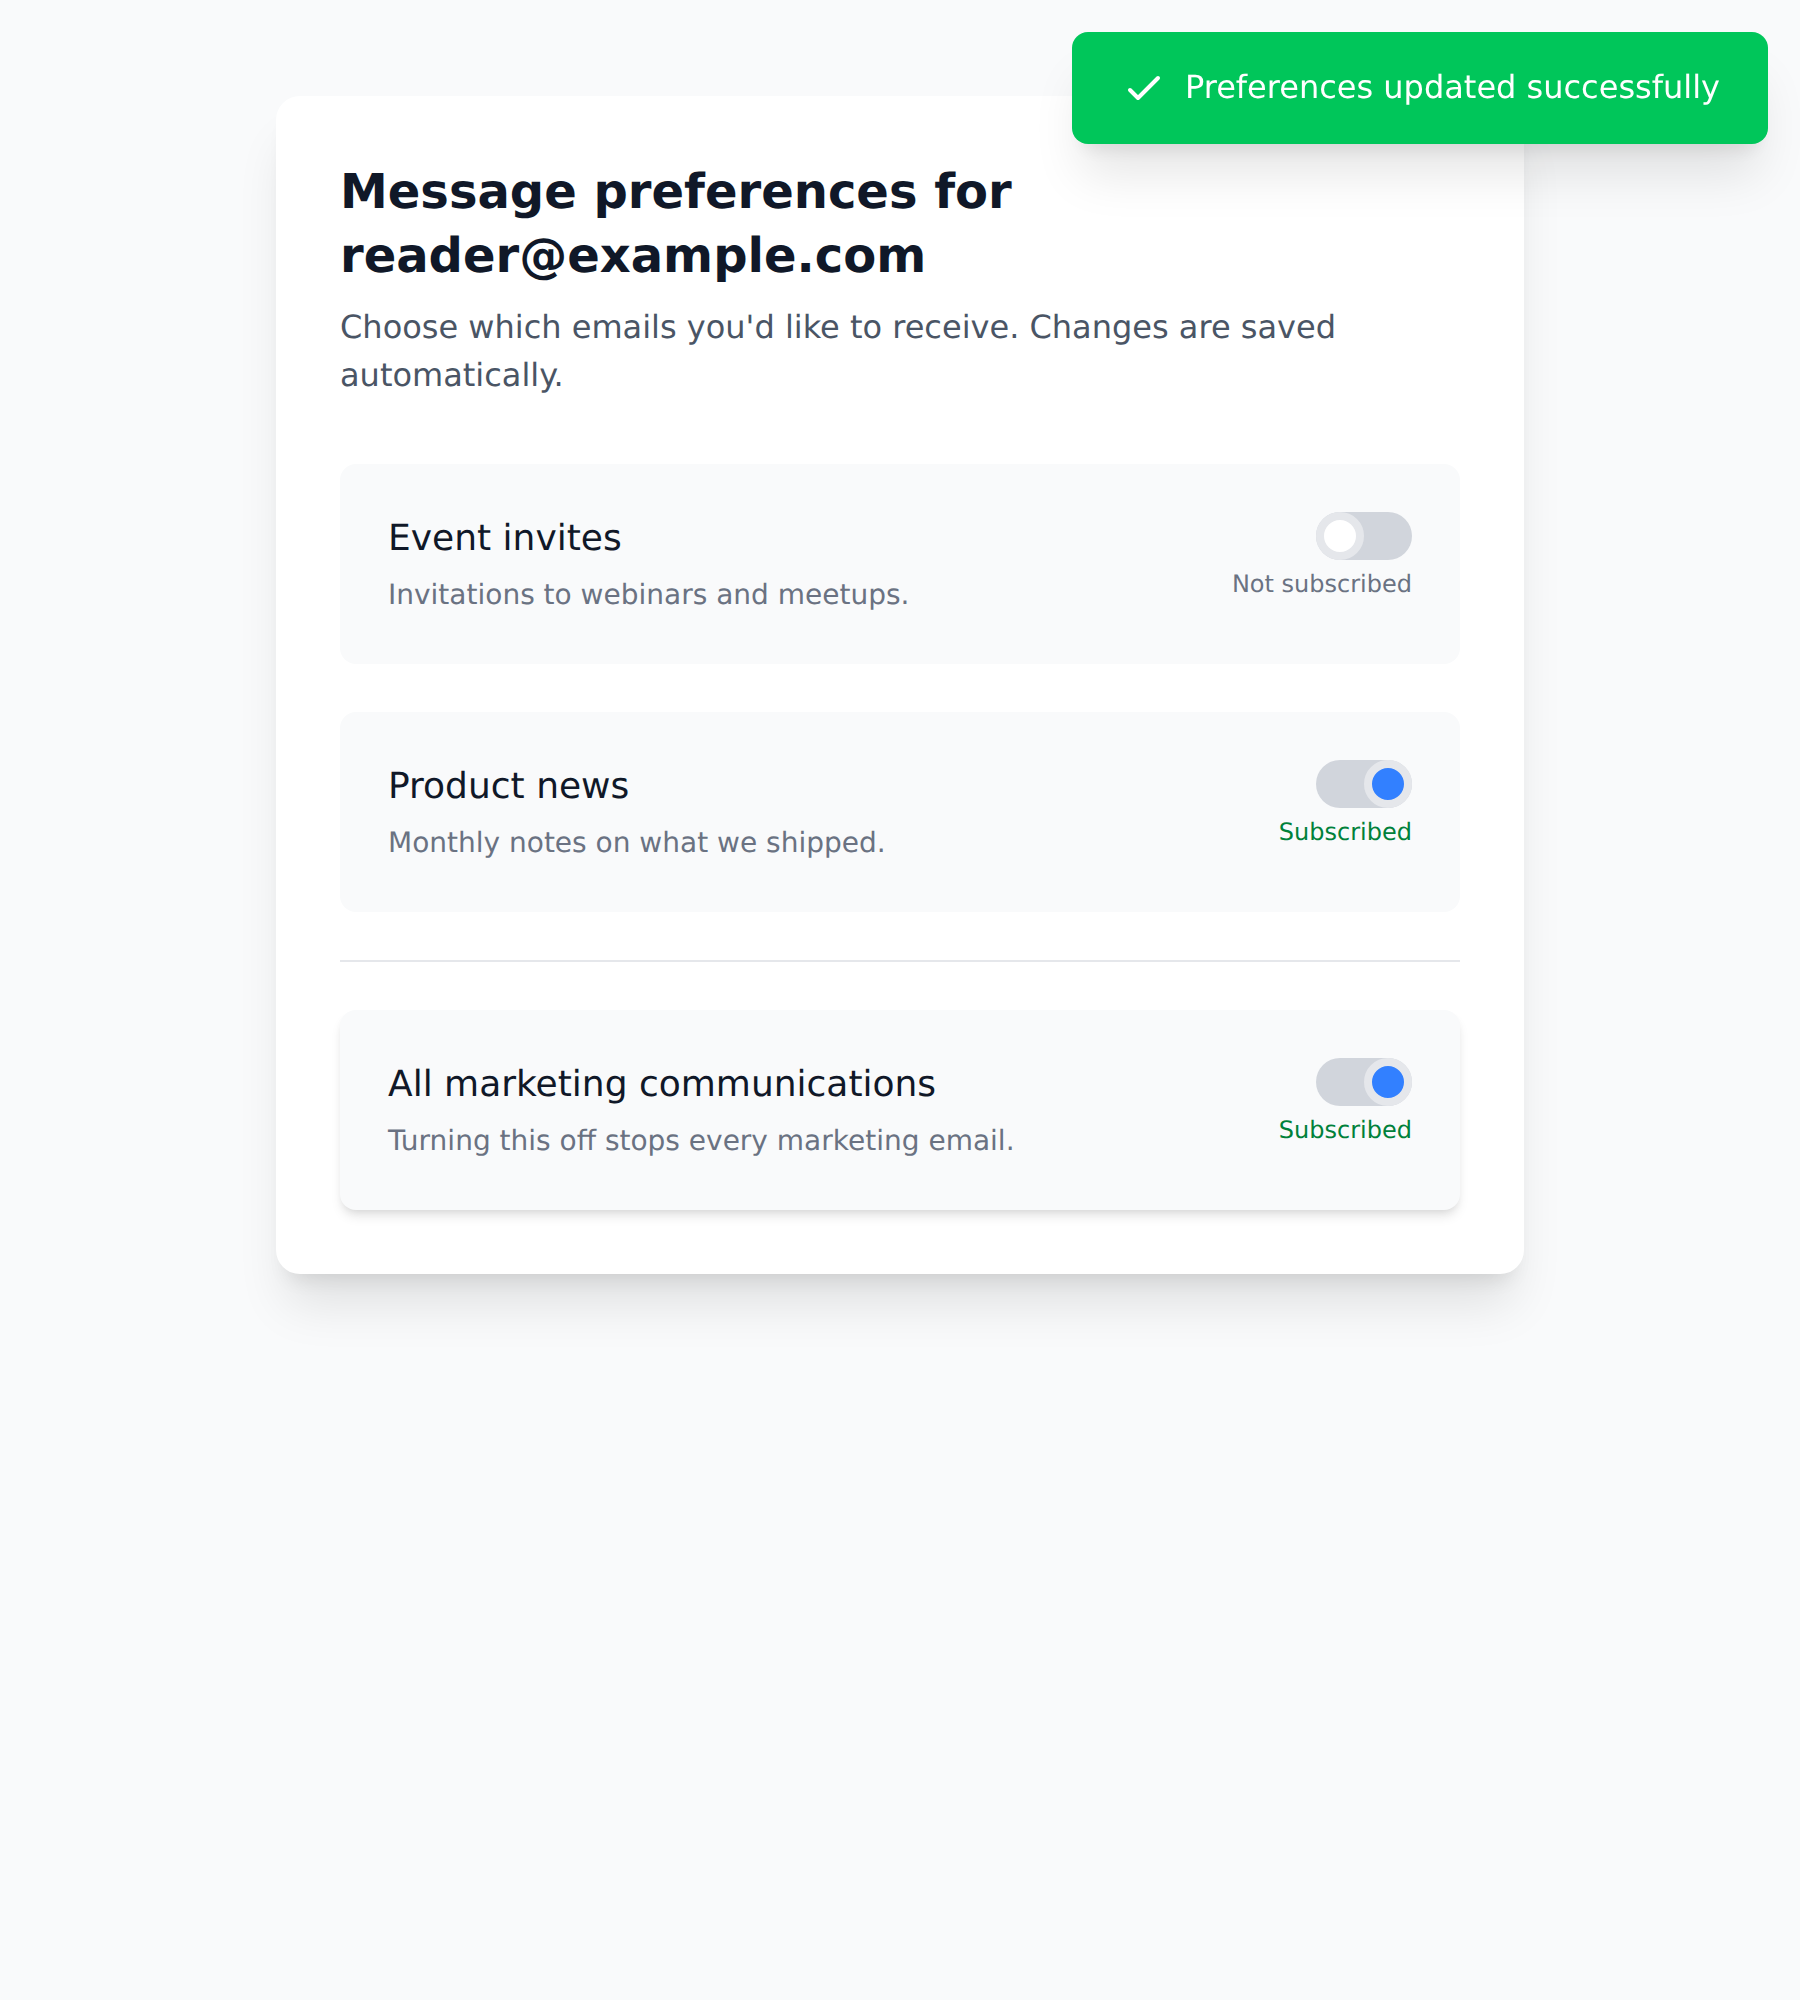 Preferences updated successfully
Message preferences for
reader@example.com
Choose which emails you'd like to receive. Changes are saved
automatically.
Event invites
Invitations to webinars and meetups.
Not subscribed
Product news
Monthly notes on what we shipped.
Subscribed
All marketing communications
Turning this off stops every marketing email.
Subscribed